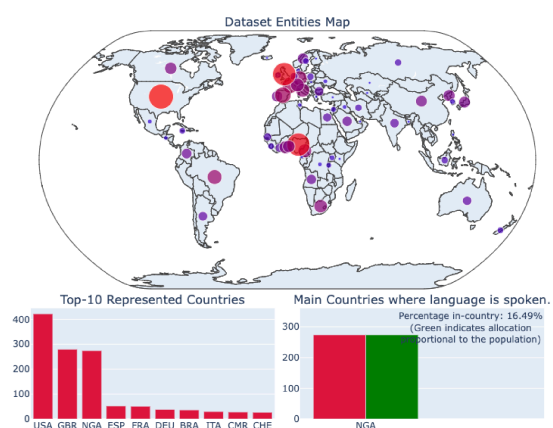 Dataset Entities Map
Top-10 Represented Countries
400
300
200
100
0
USA GBR NGA ESP FRA DEU BRA ITA CMR CHE
Main Countries where language is spoken.
Percentage in-country: 16.49%
(Green indicates allocation
proportional to the population)
300
200
100
0
NGA